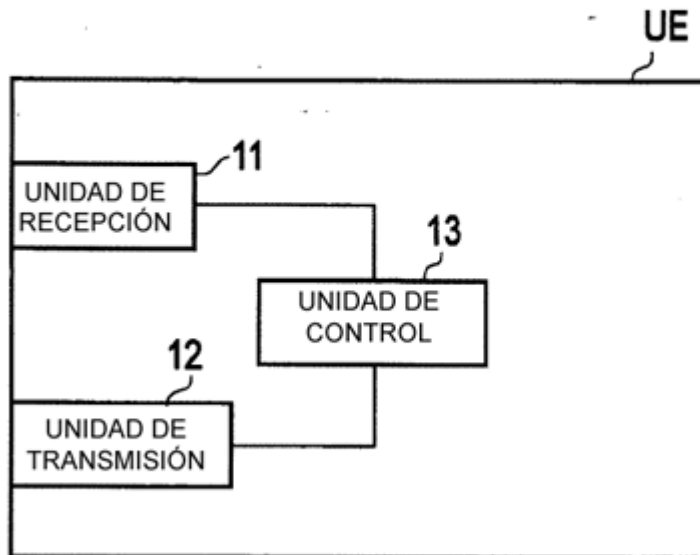 UE
11
UNIDAD DE
RECEPCIÓN
13
UNIDAD DE
CONTROL
12
UNIDAD DE
TRANSMISIÓN